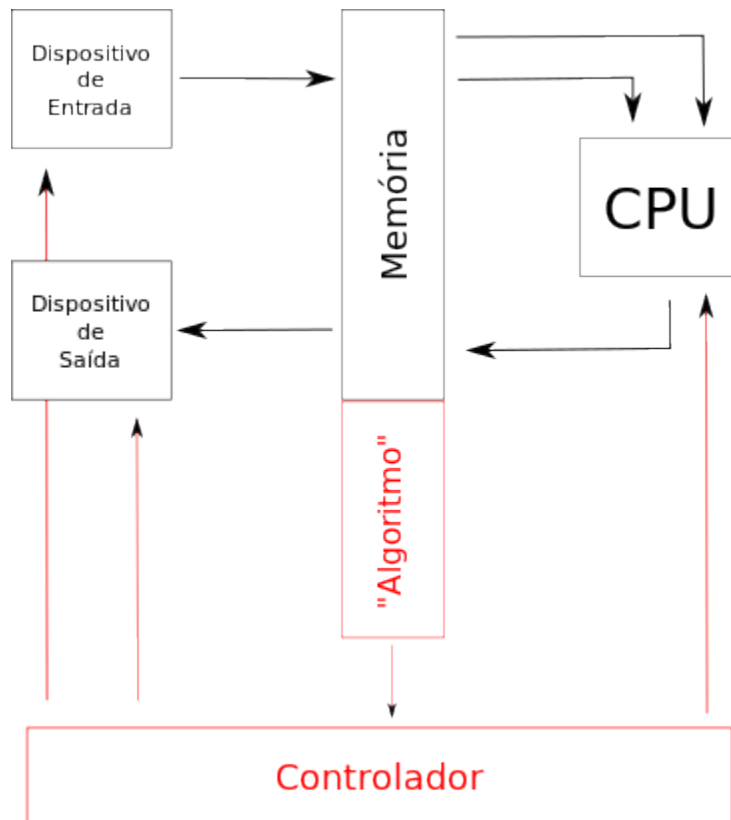 Dispositivo
de
Entrada
Memória
CPU
Dispositivo
de
Saída
"Algoritmo"
Controlador